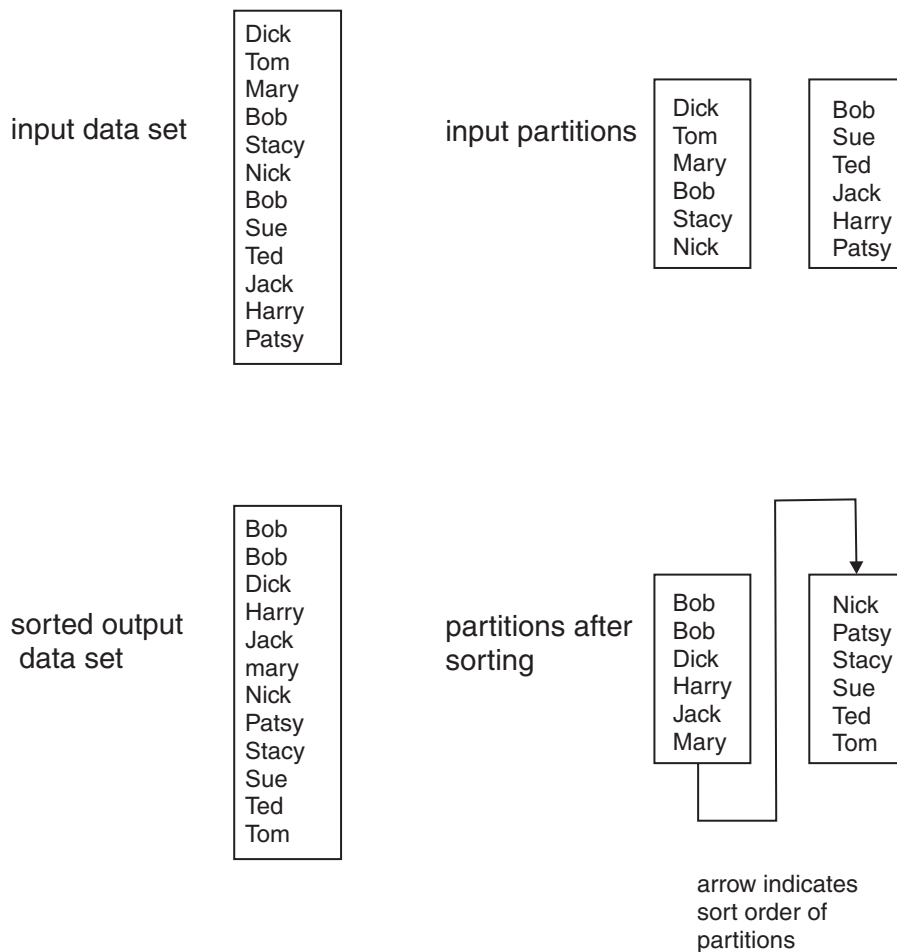 input data set
Dick
Tom
Mary
Bob
Stacy
Nick
Bob
Sue
Ted
Jack
Harry
Patsy
input partitions
Dick
Tom
Mary
Bob
Stacy
Nick
Bob
Sue
Ted
Jack
Harry
Patsy
sorted output
data set
Bob
Bob
Dick
Harry
Jack
mary
Nick
Patsy
Stacy
Sue
Ted
Tom
partitions after
sorting
Bob
Bob
Dick
Harry
Jack
Mary
Nick
Patsy
Stacy
Sue
Ted
Tom
arrow indicates
sort order of
partitions